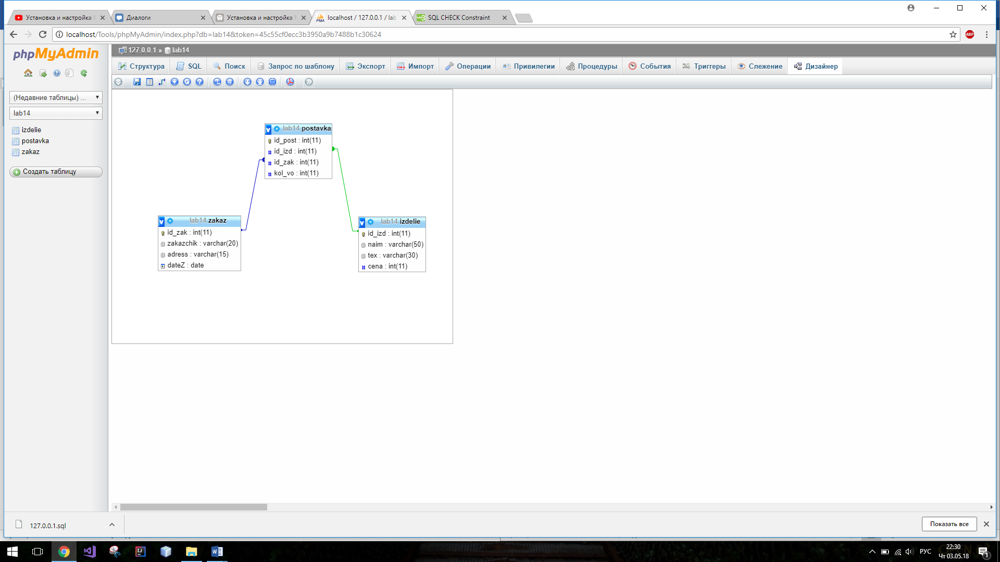 Установка и настройка
Диалоги
Установка и настройка
localhost / 127.0.0.1 / lab
SQL CHECK Constraint
localhost/Tools/phpMyAdmin/index.php?db=lab14&token=45c55cf0ecc3b3950a9b7488b1c30624
ABP
phpMyAdmin
(Недавние таблицы) ...
lab14
izdelie
postavka
zakaz
Создать таблицу
127.0.0.1 » lab14
Структура
SQL
Поиск
Запрос по шаблону
Экспорт
Импорт
Операции
Привилегии
Процедуры
События
Триггеры
Слежение
Дизайнер
lab14.postavka
id_post : int(11)
id_izd : int(11)
id_zak : int(11)
kol_vo : int(11)
lab14.zakaz
id_zak : int(11)
zakazchik : varchar(20)
adress : varchar(15)
dateZ : date
lab14.izdelie
id_izd : int(11)
naim : varchar(50)
tex : varchar(30)
cena : int(11)
127.0.0.1.sql
Показать все
РУС
22:30
Чт 03.05.18
1